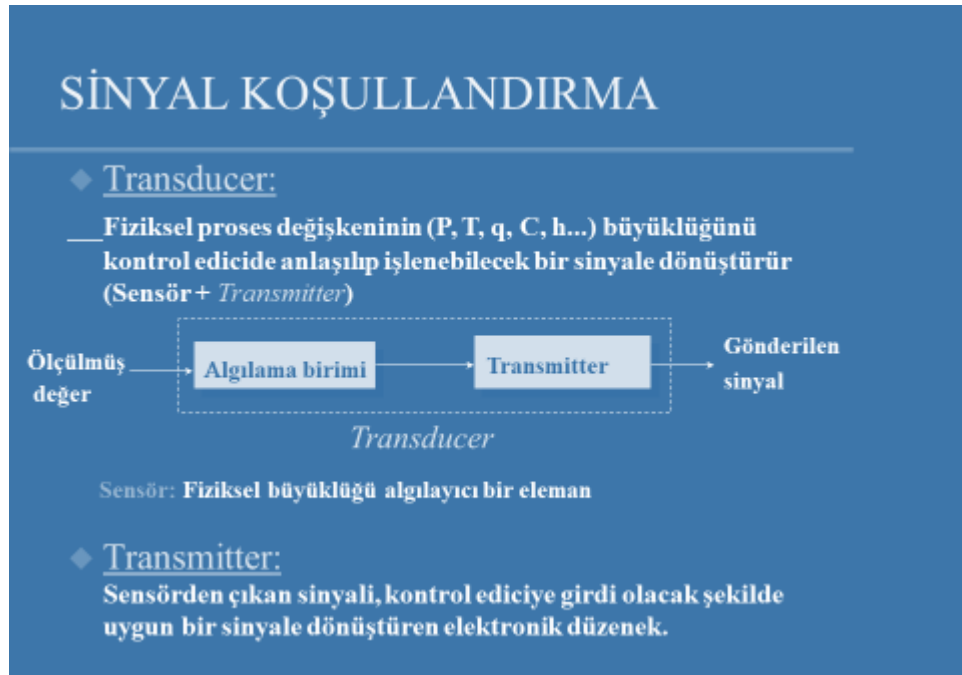 SİNYAL KOŞULLANDIRMA
Transducer:
Fiziksel proses değişkeninin (P, T, q, C, h...) büyüklüğünü
kontrol edicide anlaşılıp işlenebilecek bir sinyale dönüştürür
(Sensör + Transmitter)
Ölçülmüş
değer
Algılama birimi
Transmitter
Gönderilen
sinyal
Transducer
Sensör: Fiziksel büyüklüğü algılayıcı bir eleman
Transmitter:
Sensörden çıkan sinyali, kontrol ediciye girdi olacak şekilde
uygun bir sinyale dönüştüren elektronik düzenek.